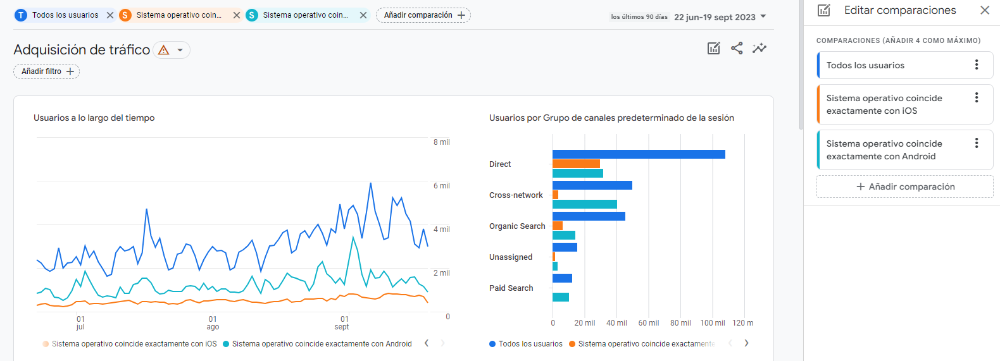 T Todos los usuarios
S Sistema operativo coin...
S Sistema operativo coin...
Añadir comparación
los últimos 90 días 22 jun-19 sept 2023
Adquisición de tráfico
Añadir filtro
Usuarios a lo largo del tiempo
8 mil
6 mil
4 mil
2 mil
0
01
jul
01
ago
01
sept
Sistema operativo coincide exactamente con iOS
Sistema operativo coincide exactamente con Android
Usuarios por Grupo de canales predeterminado de la sesión
Direct
Cross-network
Organic Search
Unassigned
Paid Search
0 20 mil 40 mil 60 mil 80 mil 100 mil 120 m
Todos los usuarios
Sistema operativo coincide exactamente
Editar comparaciones
COMPARACIONES (AÑADIR 4 COMO MÁXIMO)
Todos los usuarios
Sistema operativo coincide
exactamente con iOS
Sistema operativo coincide
exactamente con Android
Añadir comparación